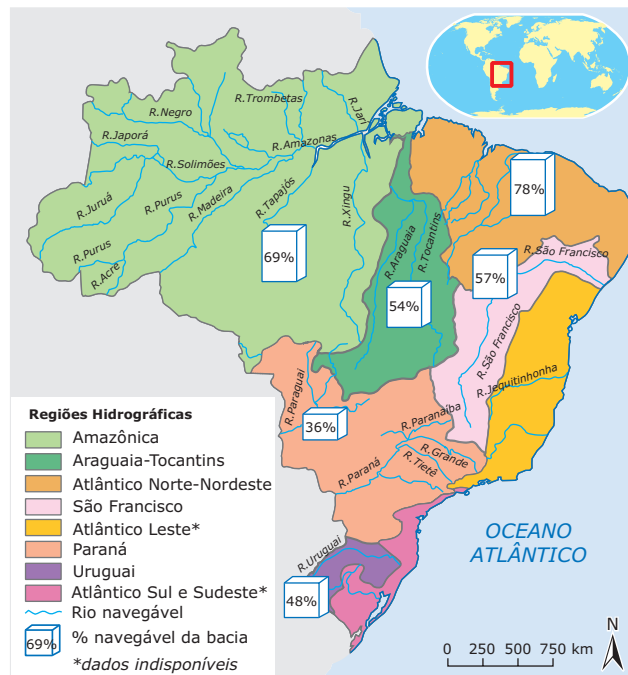 R.Negro
R.Trombetas
R.Jari
R.Japorá
R.Amazonas
R.Solimões
R.Juruá
R.Purus
R.Madeira
R.Tapajós
R.Xingu
R.Purus
R.Acre
69%
R.Araguaia
R.Tocantins
54%
78%
R.São Francisco
57%
R.São Francisco
R.Jequitinhonha
R.Paraguai
36%
R.Paranaíba
R.Grande
R.Tietê
R.Paraná
R.Uruguai
48%
OCEANO
ATLÂNTICO
Regiões Hidrográficas
Amazônica
Araguaia-Tocantins
Atlântico Norte-Nordeste
São Francisco
Atlântico Leste*
Paraná
Uruguai
Atlântico Sul e Sudeste*
Rio navegável
69% % navegável da bacia
*dados indisponíveis
N
0 250 500 750 km